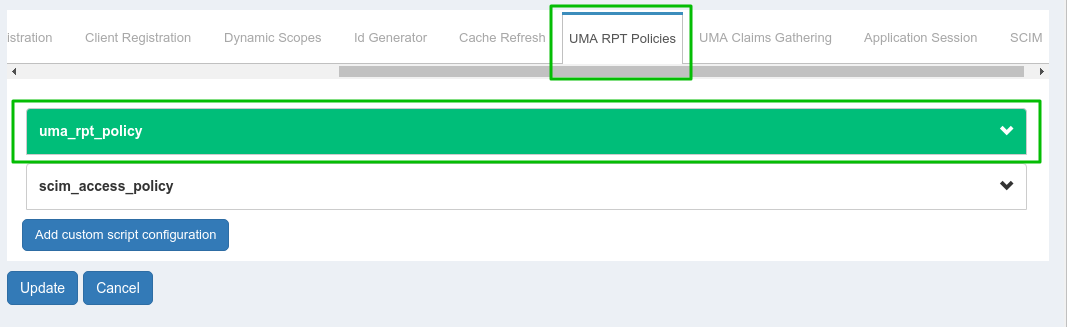 istration Client Registration Dynamic Scopes Id Generator Cache Refresh UMA RPT Policies UMA Claims Gathering Application Session SCIM
uma_rpt_policy
scim_access_policy
Add custom script configuration
Update Cancel